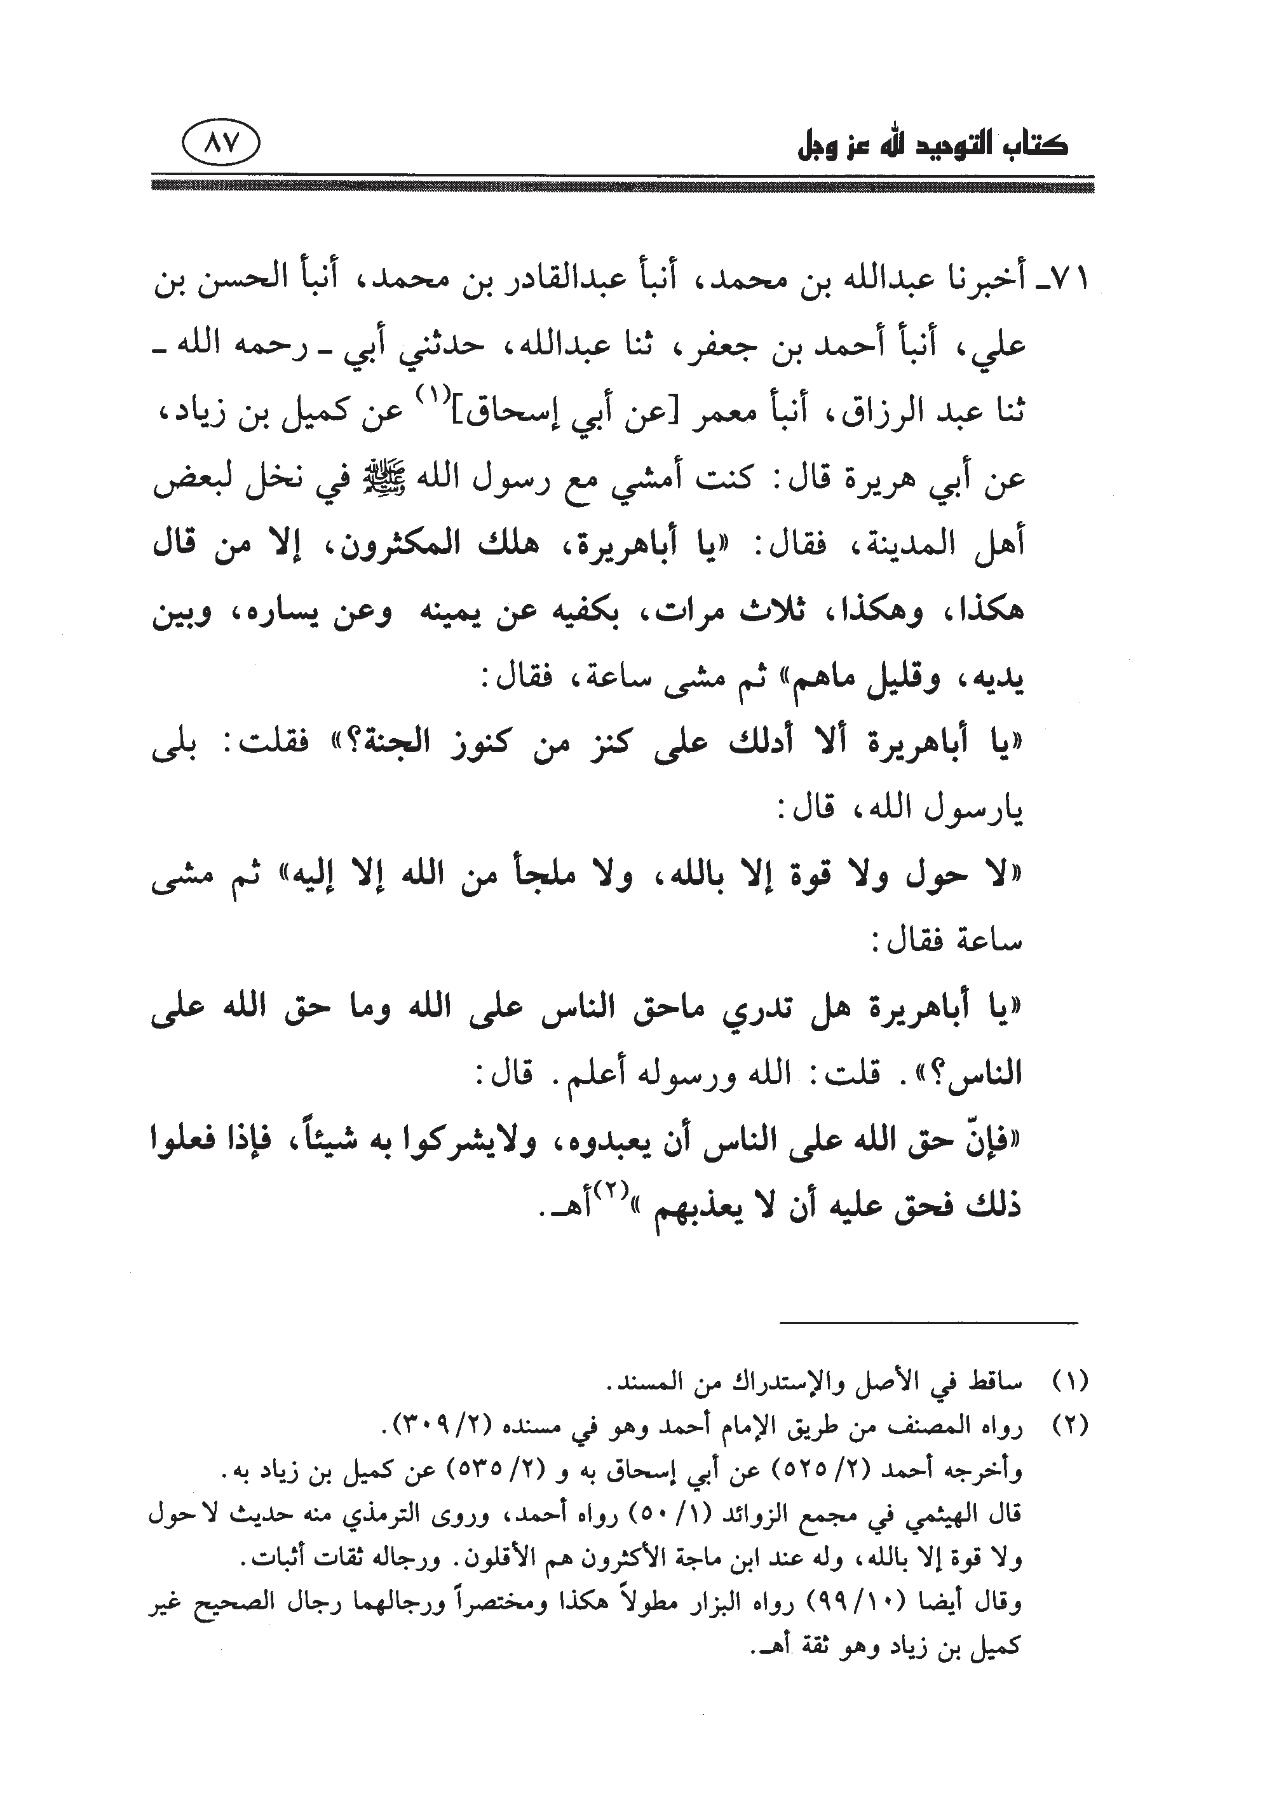 كتاب التوحيد لله عز وجل
٨٧
٧١ـ أخبرنا عبدالله بن محمد، أنبأ عبدالقادر بن محمد، أنبأ الحسن بن
علي، أنبأ أحمد بن جعفر، ثنا عبدالله، حدثني أبي ـ رحمه الله ـ
ثنا عبد الرزاق، أنبأ معمر [عن أبي إسحاق](١) عن كميل بن زياد،
عن أبي هريرة قال: كنت أمشي مع رسول الله ﷺ في نخل لبعض
أهل المدينة، فقال: «يا أباهريرة، هلك المكثرون، إلا من قال
هكذا، وهكذا، ثلاث مرات، بكفيه عن يمينه وعن يساره، وبين
يديه، وقليل ماهم» ثم مشى ساعة، فقال:
«يا أباهريرة ألا أدلك على كنز من كنوز الجنة؟» فقلت: بلى
يارسول الله، قال:
«لا حول ولا قوة إلا بالله، ولا ملجأ من الله إلا إليه» ثم مشى
ساعة فقال:
«يا أباهريرة هل تدري ماحق الناس على الله وما حق الله على
الناس؟». قلت: الله ورسوله أعلم. قال:
«فإنّ حق الله على الناس أن يعبدوه، ولايشركوا به شيئاً، فإذا فعلوا
ذلك فحق عليه أن لا يعذبهم »(٢)أهـ.
(١) ساقط في الأصل والإستدراك من المسند.
(٢) رواه المصنف من طريق الإمام أحمد وهو في مسنده (٣٠٩/٢).
وأخرجه أحمد (٥٢٥/٢) عن أبي إسحاق به و (٥٣٥/٢) عن كميل بن زياد به.
قال الهيثمي في مجمع الزوائد (٥٠/١) رواه أحمد، وروى الترمذي منه حديث لا حول
ولا قوة إلا بالله، وله عند ابن ماجة الأكثرون هم الأقلون. ورجاله ثقات أثبات.
وقال أيضا (٩٩/١٠) رواه البزار مطولاً هكذا ومختصراً ورجالهما رجال الصحيح غير
كميل بن زياد وهو ثقة أهـ.